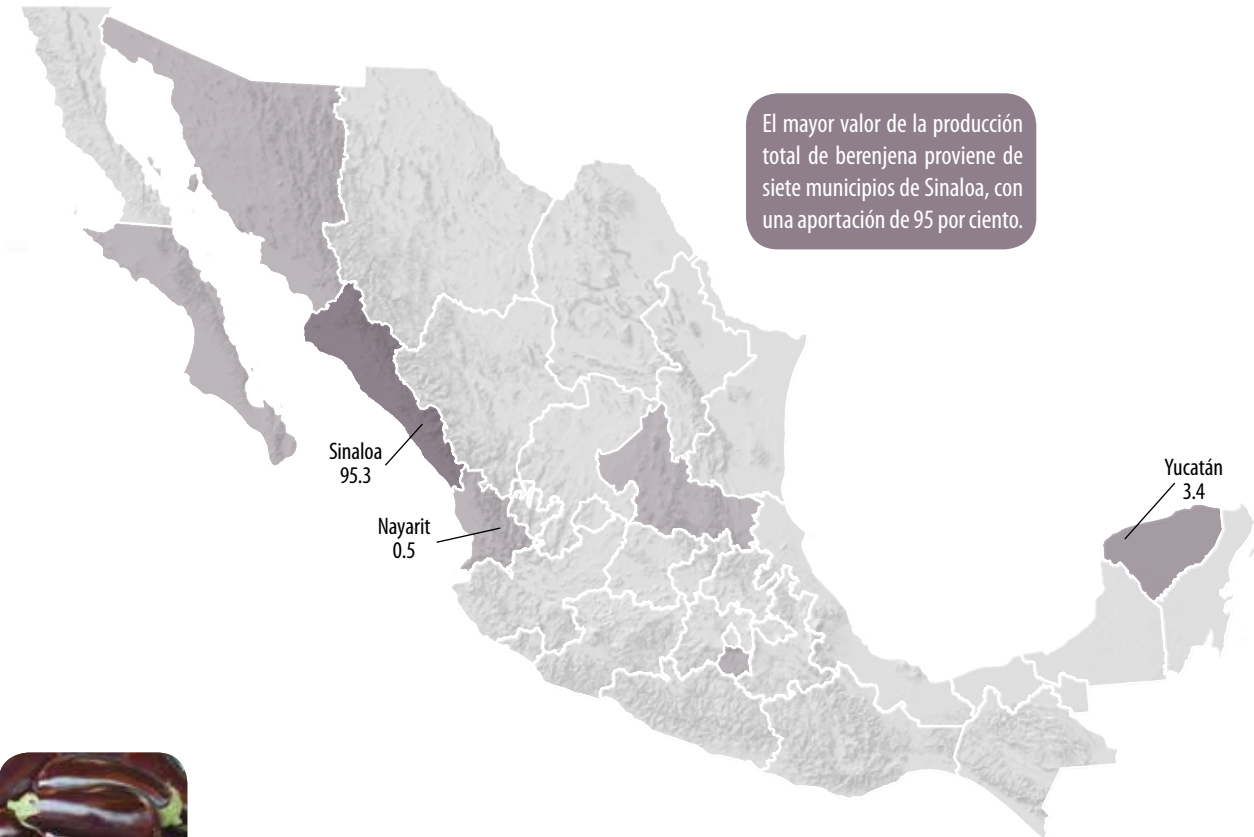 El mayor valor de la producción
total de berenjena proviene de
siete municipios de Sinaloa, con
una aportación de 95 por ciento.
Sinaloa
95.3
Nayarit
0.5
Yucatán
3.4